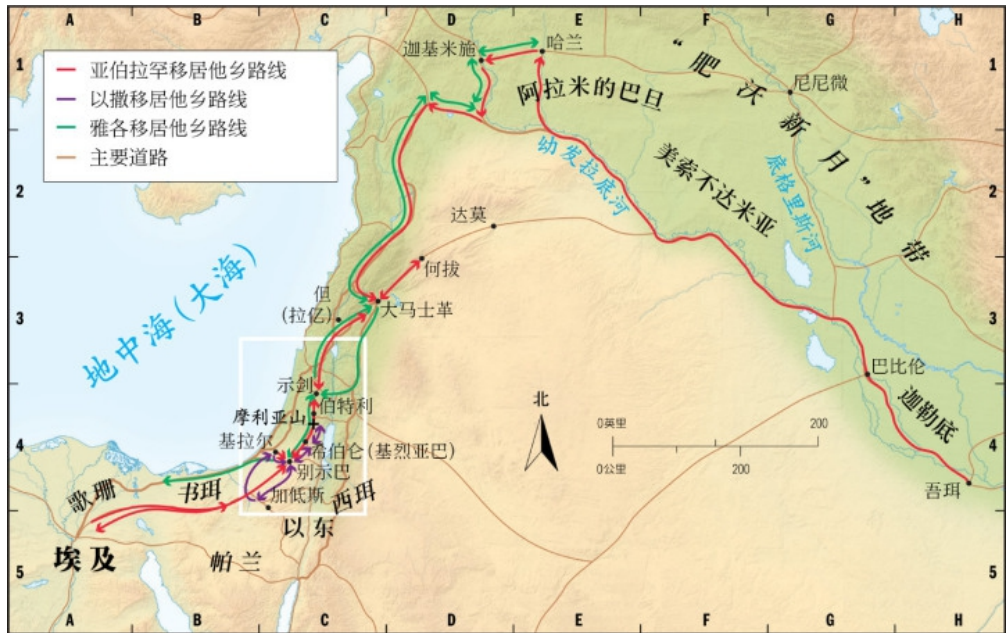 A B C D E F G H
1
2
3
4
5
亚伯拉罕移居他乡路线
以撒移居他乡路线
雅各移居他乡路线
主要道路
迦基米施
哈兰
阿拉米的巴旦
“肥沃新月”地带
尼尼微
幼发拉底河
美索不达米亚
底格里斯河
达莫
何拔
大马士革
但
(拉亿)
地中海(大海)
示剑
伯特利
摩利亚山
基拉尔
希伯仑(基烈亚巴)
别示巴
加低斯
西珥
以东
歌珊
书珥
埃及
帕兰
北
0英里 200
0公里 200
巴比伦
迦勒底
吾珥
1
2
3
4
5
A B C D E F G H